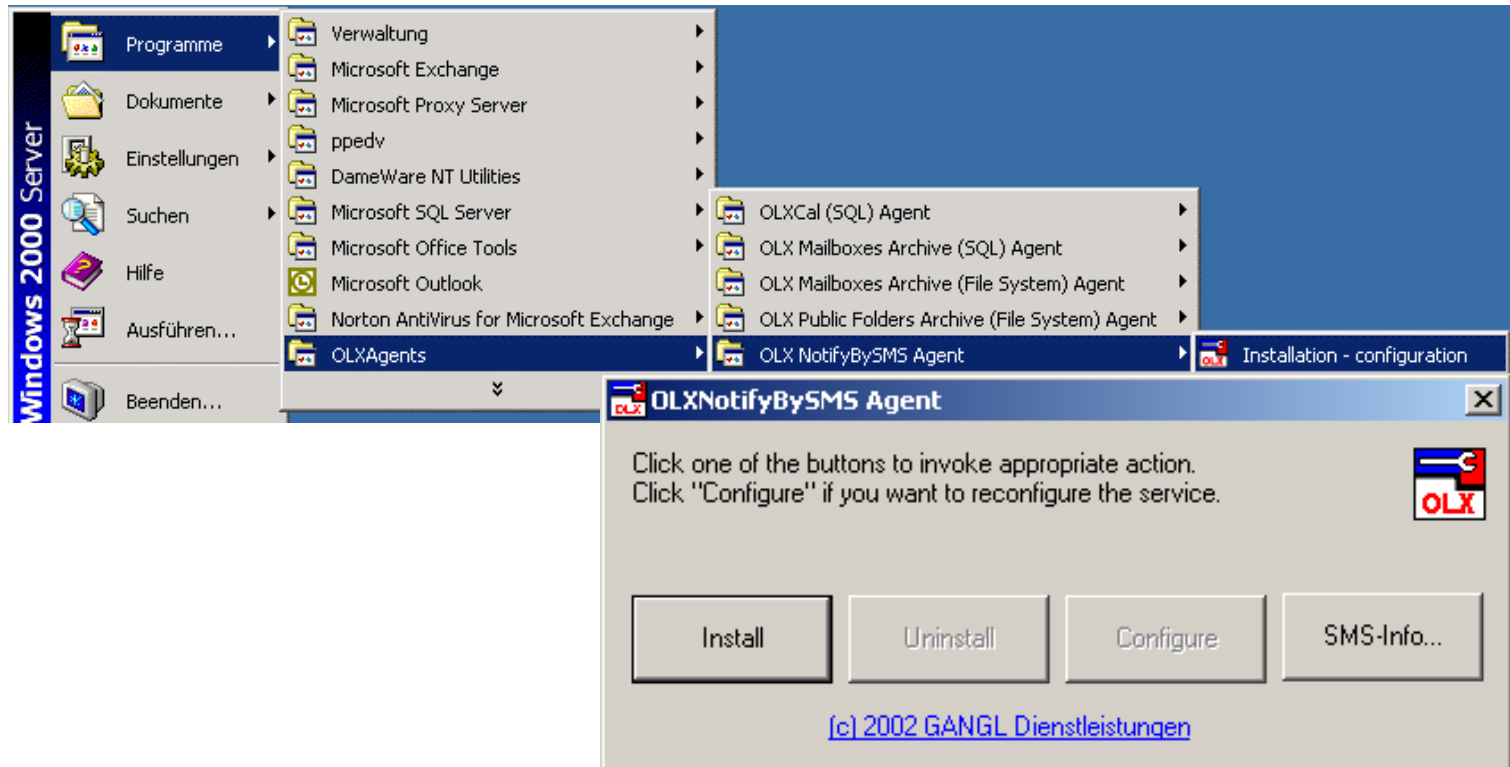 Windows 2000 Server
Programme
Dokumente
Einstellungen
Suchen
Hilfe
Ausführen...
Beenden...
Verwaltung
Microsoft Exchange
Microsoft Proxy Server
ppedv
DameWare NT Utilities
Microsoft SQL Server
Microsoft Office Tools
Microsoft Outlook
Norton AntiVirus for Microsoft Exchange
OLXAgents
OLXCal (SQL) Agent
OLX Mailboxes Archive (SQL) Agent
OLX Mailboxes Archive (File System) Agent
OLX Public Folders Archive (File System) Agent
OLX NotifyBySMS Agent
OLX
Installation - configuration
OLX
OLXNotifyBySMS Agent
Click one of the buttons to invoke appropriate action.
Click "Configure" if you want to reconfigure the service.
OLX
Install
Uninstall
Configure
SMS-Info...
(c) 2002 GANGL Dienstleistungen